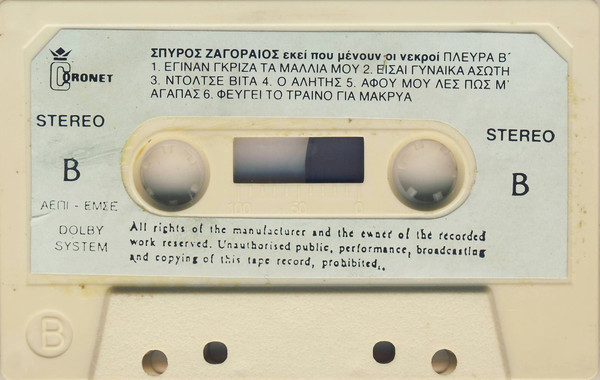 ΣΠΥΡΟΣ ΖΑΓΟΡΑΙΟΣ εκεί που μένουν οι νεκροί ΠΛΕΥΡΑ Β΄
1. ΕΓΙΝΑΝ ΓΚΡΙΖΑ ΤΑ ΜΑΛΛΙΑ ΜΟΥ 2. ΕΙΣΑΙ ΓΥΝΑΙΚΑ ΑΣΩΤΗ
3. ΝΤΟΛΤΣΕ ΒΙΤΑ 4. Ο ΑΛΗΤΗΣ 5. ΑΦΟΥ ΜΟΥ ΛΕΣ ΠΩΣ Μ'
ΑΓΑΠΑΣ 6. ΦΕΥΓΕΙ ΤΟ ΤΡΑΙΝΟ ΓΙΑ ΜΑΚΡΥΑ
CORONET
STEREO
STEREO
B
B
ΑΕΠΙ - ΕΜΣΕ
DOLBY
SYSTEM
All rights of the manufacturer and the owner of the recorded
work reserved. Unauthorised public, performance, broadcasting
and copying of this tape record, prohibited..
B